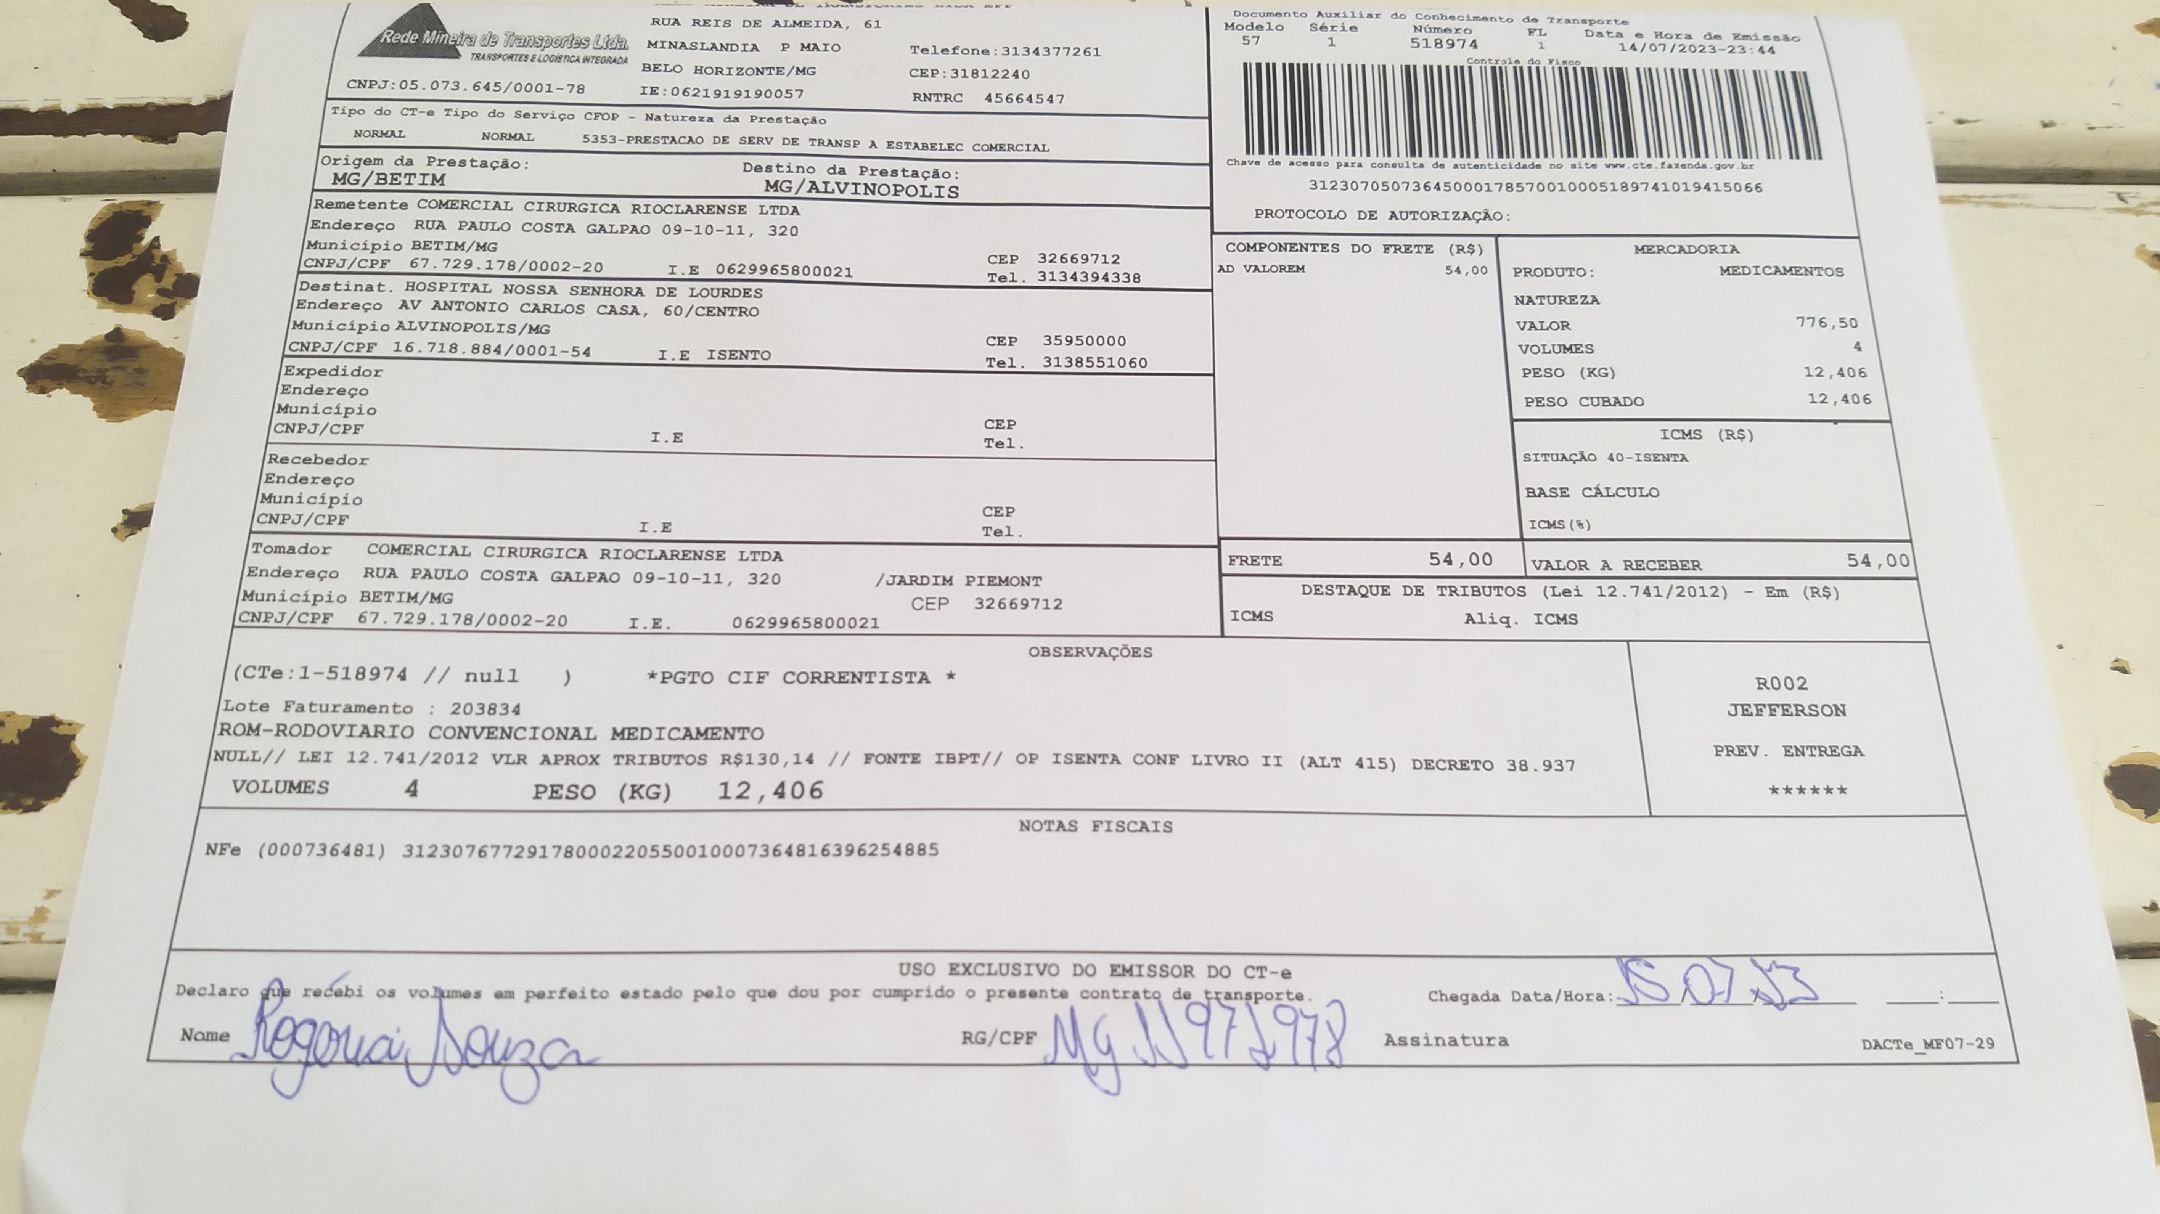 Rede Mineira de Transportes Ltda.
TRANSPORTES E LOGÍSTICA INTEGRADA
CNPJ:05.073.645/0001-78
RUA REIS DE ALMEIDA, 61
MINASLANDIA P MAIO
BELO HORIZONTE/MG
IE:0621919190057
Telefone:3134377261
CEP:31812240
RNTRC 45664547
Documento Auxiliar do Conhecimento de Transporte
Modelo Série Número FL Data e Hora de Emissão
57 1 518974 1 14/07/2023-23:44
Controle do Fisco
Chave de acesso para consulta de autenticidade no site www.cte.fazenda.gov.br
31230705073645000178570010005189741019415066
PROTOCOLO DE AUTORIZAÇÃO:
Tipo do CT-e Tipo do Serviço CFOP - Natureza da Prestação
NORMAL NORMAL 5353-PRESTACAO DE SERV DE TRANSP A ESTABELEC COMERCIAL
Origem da Prestação: Destino da Prestação:
MG/BETIM MG/ALVINOPOLIS
Remetente COMERCIAL CIRURGICA RIOCLARENSE LTDA
Endereço RUA PAULO COSTA GALPAO 09-10-11, 320
Município BETIM/MG CEP 32669712
CNPJ/CPF 67.729.178/0002-20 I.E 0629965800021 Tel. 3134394338
Destinat. HOSPITAL NOSSA SENHORA DE LOURDES
Endereço AV ANTONIO CARLOS CASA, 60/CENTRO
Município ALVINOPOLIS/MG CEP 35950000
CNPJ/CPF 16.718.884/0001-54 I.E ISENTO Tel. 3138551060
Expedidor
Endereço
Município CEP
CNPJ/CPF I.E Tel.
Recebedor
Endereço
Município CEP
CNPJ/CPF I.E Tel.
Tomador COMERCIAL CIRURGICA RIOCLARENSE LTDA
Endereço RUA PAULO COSTA GALPAO 09-10-11, 320 /JARDIM PIEMONT
Município BETIM/MG CEP 32669712
CNPJ/CPF 67.729.178/0002-20 I.E. 0629965800021
COMPONENTES DO FRETE (R$)
AD VALOREM 54,00
MERCADORIA
PRODUTO: MEDICAMENTOS
NATUREZA
VALOR 776,50
VOLUMES 4
PESO (KG) 12,406
PESO CUBADO 12,406
ICMS (R$)
SITUAÇÃO 40-ISENTA
BASE CÁLCULO
ICMS(%)
FRETE 54,00 VALOR A RECEBER 54,00
DESTAQUE DE TRIBUTOS (Lei 12.741/2012) - Em (R$)
ICMS Aliq. ICMS
OBSERVAÇÕES
(CTe:1-518974 // null ) *PGTO CIF CORRENTISTA *
Lote Faturamento : 203834
ROM-RODOVIARIO CONVENCIONAL MEDICAMENTO
NULL// LEI 12.741/2012 VLR APROX TRIBUTOS R$130,14 // FONTE IBPT// OP ISENTA CONF LIVRO II (ALT 415) DECRETO 38.937
VOLUMES 4 PESO (KG) 12,406
R002
JEFFERSON
PREV. ENTREGA
******
NOTAS FISCAIS
NFe (000736481) 31230767729178000220550010007364816396254885
USO EXCLUSIVO DO EMISSOR DO CT-e
Declaro que recebi os volumes em perfeito estado pelo que dou por cumprido o presente contrato de transporte. Chegada Data/Hora: 15 07 23 :
Nome Rogéria Souza RG/CPF Mg 11971978 Assinatura DACTe_MF07-29